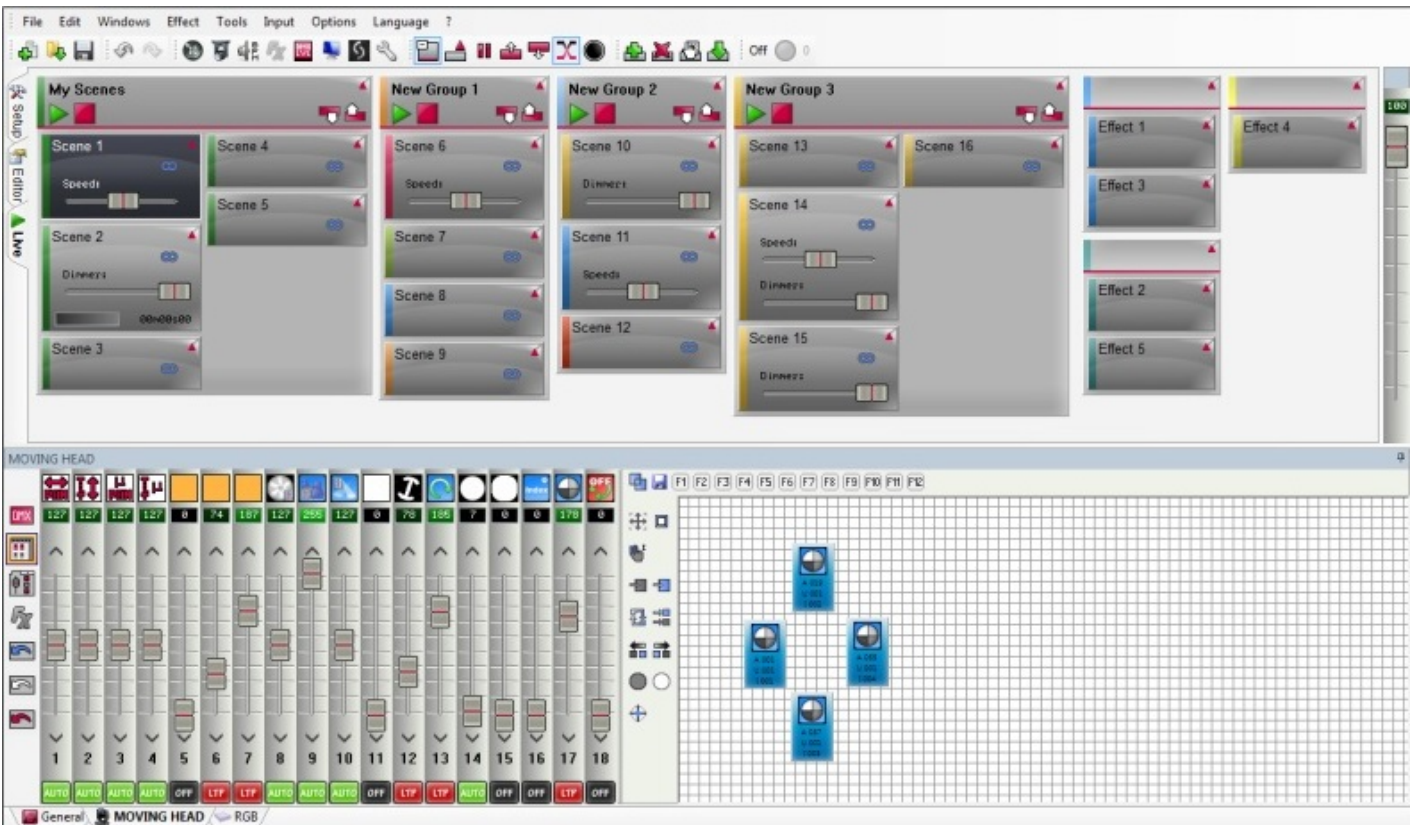 File Edit Windows Effect Tools Input Options Language ?
Off 0
Setup
Editor
Live
My Scenes
New Group 1
New Group 2
New Group 3
100
Scene 1
Speed:
Scene 4
Scene 5
Scene 2
Dimmer:
00m00s00
Scene 3
Scene 6
Speed:
Scene 7
Scene 8
Scene 9
Scene 10
Dimmer:
Scene 11
Speed:
Scene 12
Scene 13
Scene 16
Scene 14
Speed:
Dimmer:
Scene 15
Dimmer:
Effect 1
Effect 3
Effect 4
Effect 2
Effect 5
MOVING HEAD
OFF
DMX 127 127 127 127 0 74 187 127 255 127 0 78 185 7 0 0 178 0
F1 F2 F3 F4 F5 F6 F7 F8 F9 F10 F11 F12
1 2 3 4 5 6 7 8 9 10 11 12 13 14 15 16 17 18
AUTO AUTO AUTO AUTO OFF LTP LTP AUTO AUTO AUTO OFF LTP LTP AUTO OFF OFF LTP OFF
General MOVING HEAD RGB